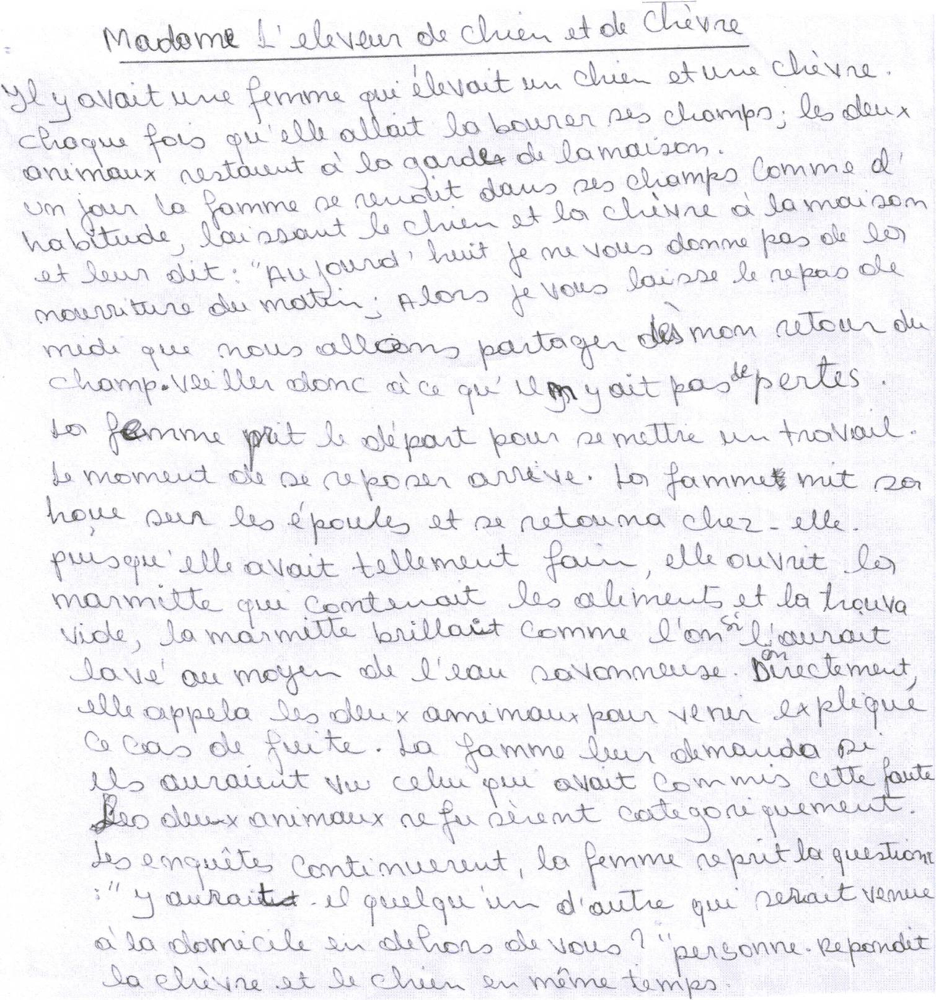 Madame L'eleveur de chien et de Chèvre
Il y avait une femme qui élevait un chien et une chèvre.
chaque fois qu'elle allait labourer ses champs; les deux
animaux restaient à la garde de la maison.
un jour la famme se rendit dans ses champs comme d'
habitude, laissant le chien et la chèvre à la maison
et leur dit: "Aujourd'huit je ne vous donne pas de la
nourriture du matin; Alors je vous laisse le repas de
midi que nous allons partager dès mon retour du
champ. Veiller donc à ce qu'il n y ait pas de pertes.
La femme prit le départ pour se mettre un travail.
Le moment de se reposer arrive. La famme mit sa
houe sur les épaules et se retourna chez-elle.
puisqu'elle avait tellement fain, elle ouvrit la
marmitte qui contenait les aliments et la trouva
vide, la marmitte brillait comme l'on si l'aurait
lavé au moyen de l'eau savonneuse. Directement,
elle appela les deux amimaux pour venir expliqué
ce cas de fuite. La famme leur demanda si
ils auraient vu celui qui avait commis cette faute
Les deux animaux refusèrent categoriquement.
Les enquêtes continuerent, la femme reprit la question
:" y aurait-il quelqu'un d'autre qui serait venue
à la domicile en dehors de vous ? "personne. Repondit
la chèvre et le chien en même temps.